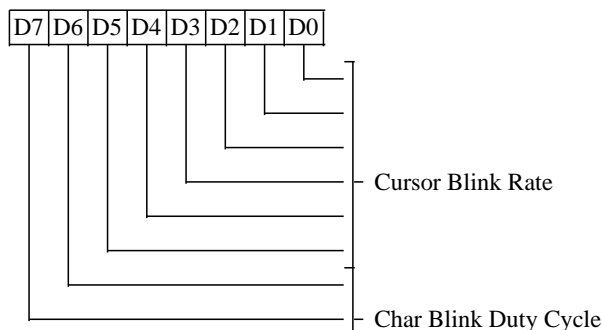 D7 D6 D5 D4 D3 D2 D1 D0
Cursor Blink Rate
Char Blink Duty Cycle